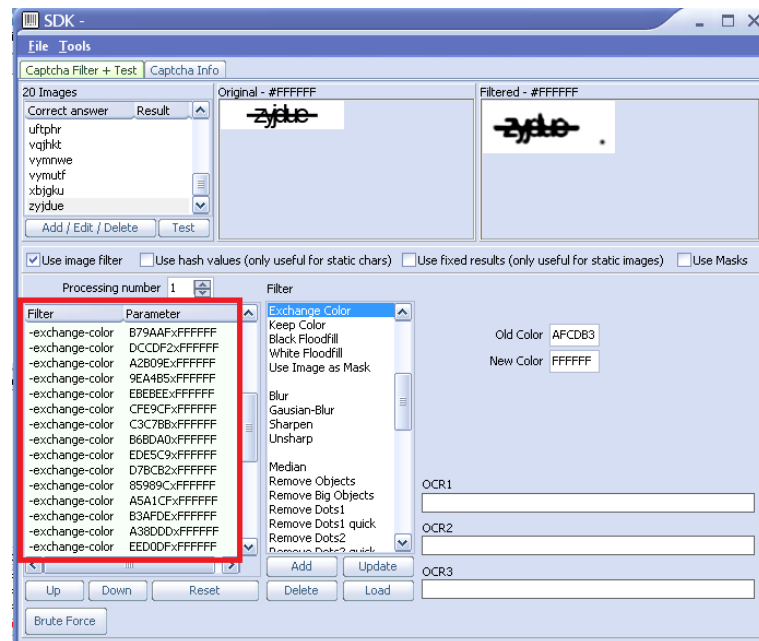 SDK -
File Tools
Captcha Filter + Test Captcha Info
20 Images Original - #FFFFFF Filtered - #FFFFFF
Correct answer Result
uftphr
vqjhkt
vymnwe
vymutf
xbjgku
zyjdue
zyjdue
zyjdue
Add / Edit / Delete Test
Use image filter Use hash values (only useful for static chars) Use fixed results (only useful for static images) Use Masks
Processing number 1 Filter
Filter Parameter
-exchange-color B79AAFxFFFFFF
-exchange-color DCCDF2xFFFFFF
-exchange-color A2B09ExFFFFFF
-exchange-color 9EA4B5xFFFFFF
-exchange-color EBEBEExFFFFFF
-exchange-color CFE9CFxFFFFFF
-exchange-color C3C7BBxFFFFFF
-exchange-color B6BDA0xFFFFFF
-exchange-color EDE5C9xFFFFFF
-exchange-color D7BCB2xFFFFFF
-exchange-color 85989CxFFFFFF
-exchange-color A5A1CFxFFFFFF
-exchange-color B3AFDExFFFFFF
-exchange-color A38DDDxFFFFFF
-exchange-color EED0DFxFFFFFF
Exchange Color
Keep Color
Black Floodfill
White Floodfill
Use Image as Mask
Blur
Gausian-Blur
Sharpen
Unsharp
Median
Remove Objects
Remove Big Objects
Remove Dots1
Remove Dots1 quick
Remove Dots2
Remove Dots2 quick
Old Color AFCDB3
New Color FFFFFF
OCR1
OCR2
OCR3
Add Update
Up Down Reset Delete Load
Brute Force